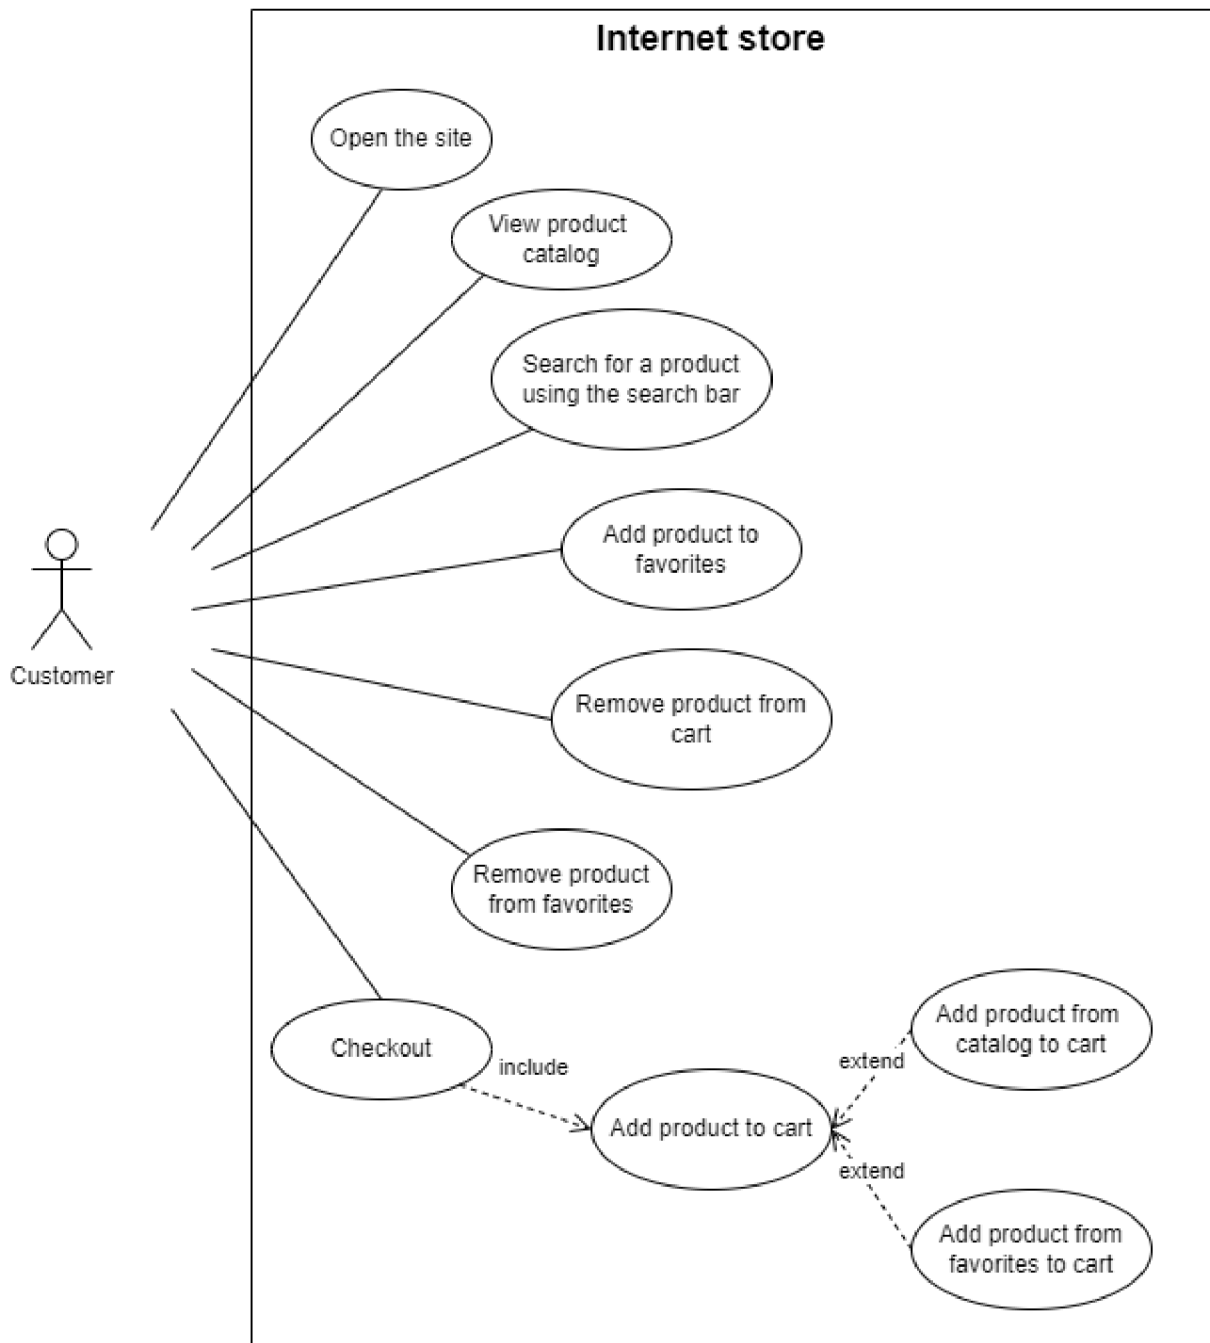 Internet store
Open the site
View product
catalog
Search for a product
using the search bar
Add product to
favorites
Customer
Remove product from
cart
Remove product
from favorites
Checkout
include
Add product to cart
extend
extend
Add product from
catalog to cart
Add product from
favorites to cart